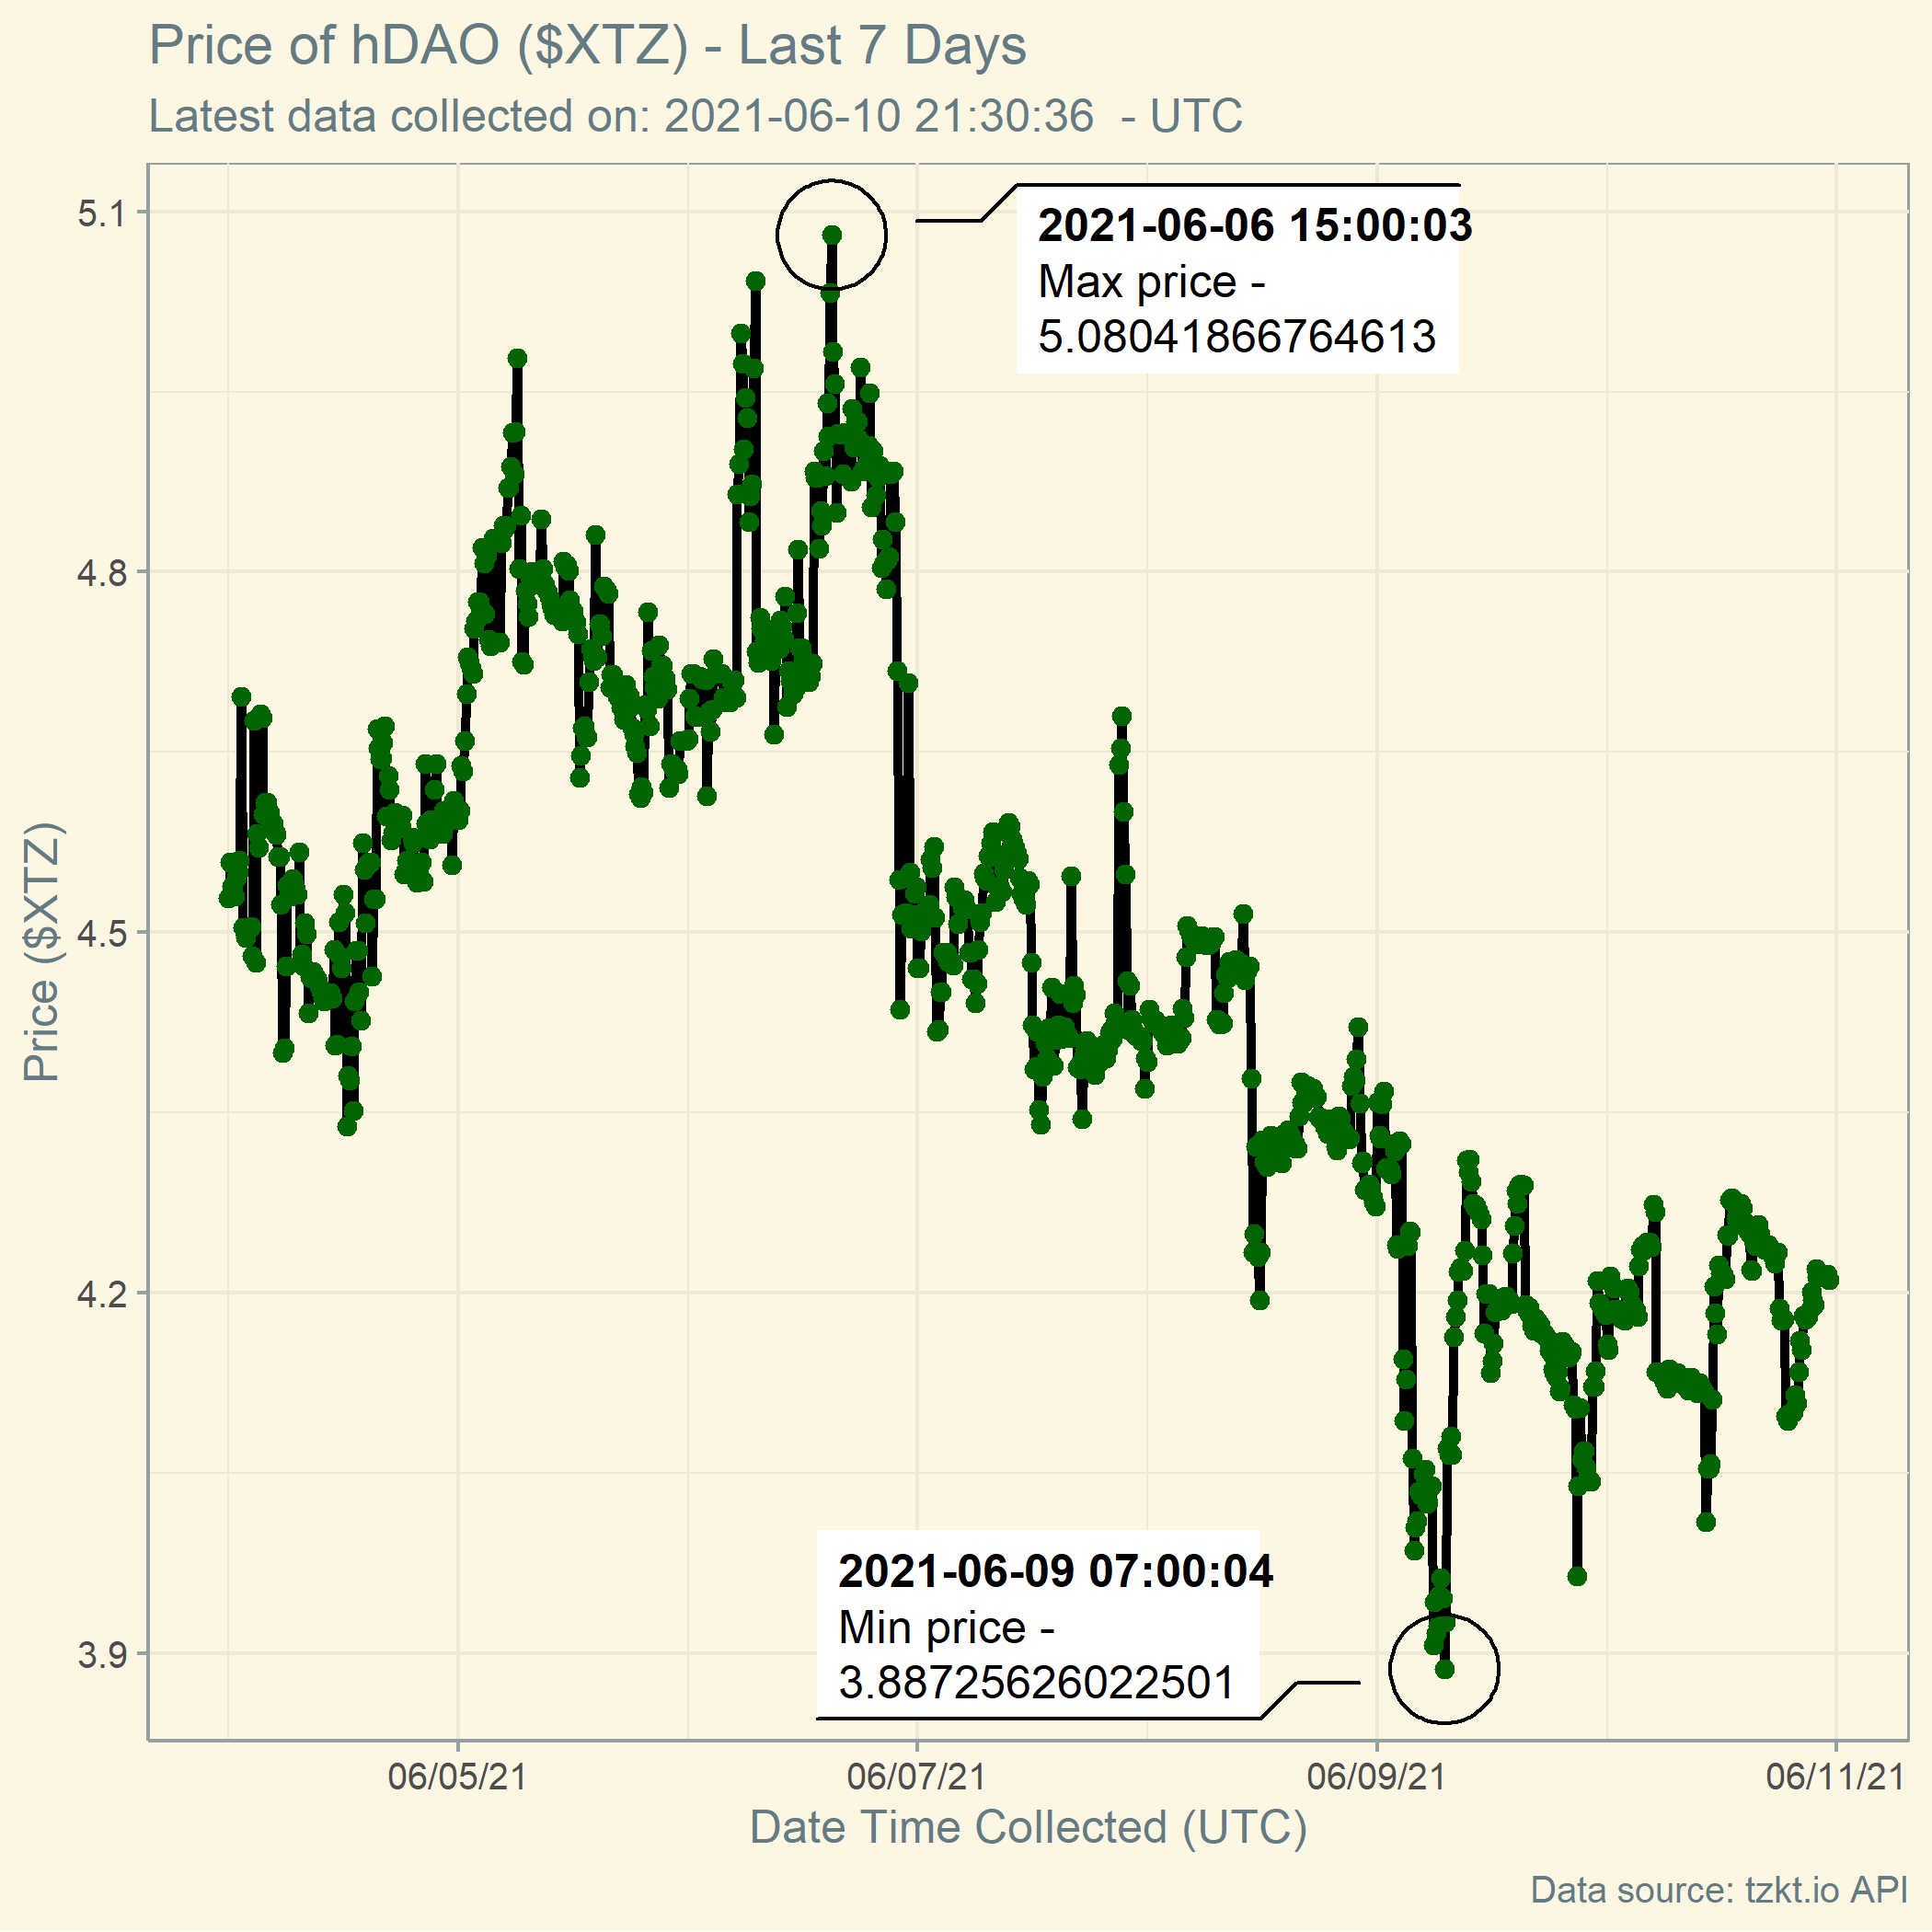 Price of hDAO ($XTZ) - Last 7 Days
Latest data collected on: 2021-06-10 21:30:36  - UTC
5.1
4.8
4.5
4.2
3.9
Price ($XTZ)
2021-06-06 15:00:03
Max price -
5.08041866764613
2021-06-09 07:00:04
Min price -
3.88725626022501
06/05/21
06/07/21
06/09/21
06/11/21
Date Time Collected (UTC)
Data source: tzkt.io API